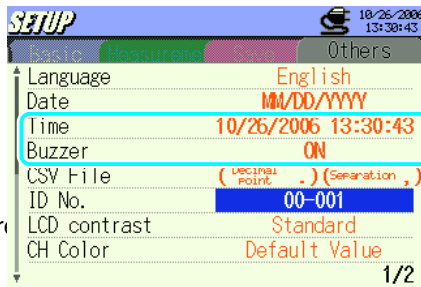 SETUP
10/26/2006
13:30:43
Basic Measurement Save Others
Language English
Date MM/DD/YYYY
Time 10/26/2006 13:30:43
Buzzer ON
CSV File ( Decimal Point . ) ( Separation , )
ID No. 00-001
LCD contrast Standard
CH Color Default Value
1/2